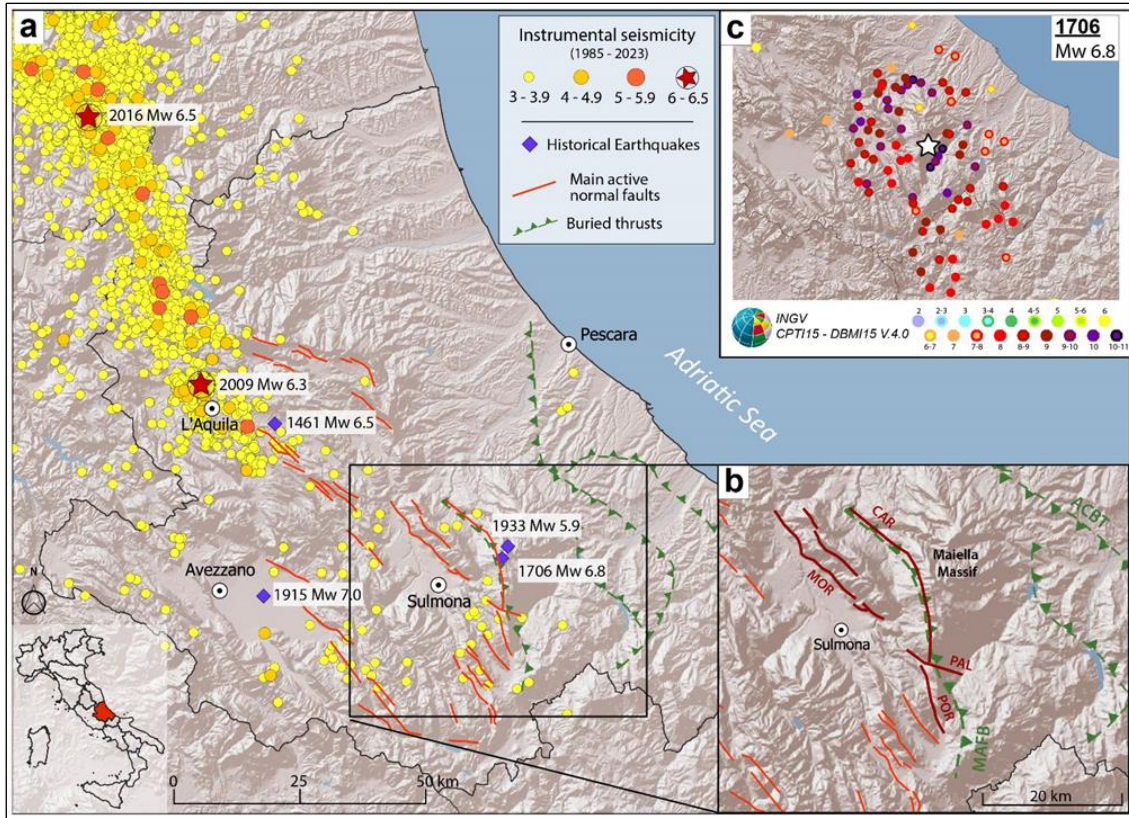 a
Instrumental seismicity
(1985 - 2023)
3 - 3.9 4 - 4.9 5 - 5.9 6 - 6.5
Historical Earthquakes
Main active
normal faults
Buried thrusts
2016 Mw 6.5
2009 Mw 6.3
L'Aquila
1461 Mw 6.5
Pescara
Adriatic Sea
1933 Mw 5.9
1706 Mw 6.8
Avezzano
1915 Mw 7.0
Sulmona
N
0 25 50 km
c
1706
Mw 6.8
INGV
CPTI15 - DBMI15 V.4.0
2 2-3 3 3-4 4 4-5 5 5-6 6
6-7 7 7-8 8 8-9 9 9-10 10 10-11
b
ACBT
CAR
Maiella
Massif
MOR
Sulmona
PAL
POR
MAFB
20 km